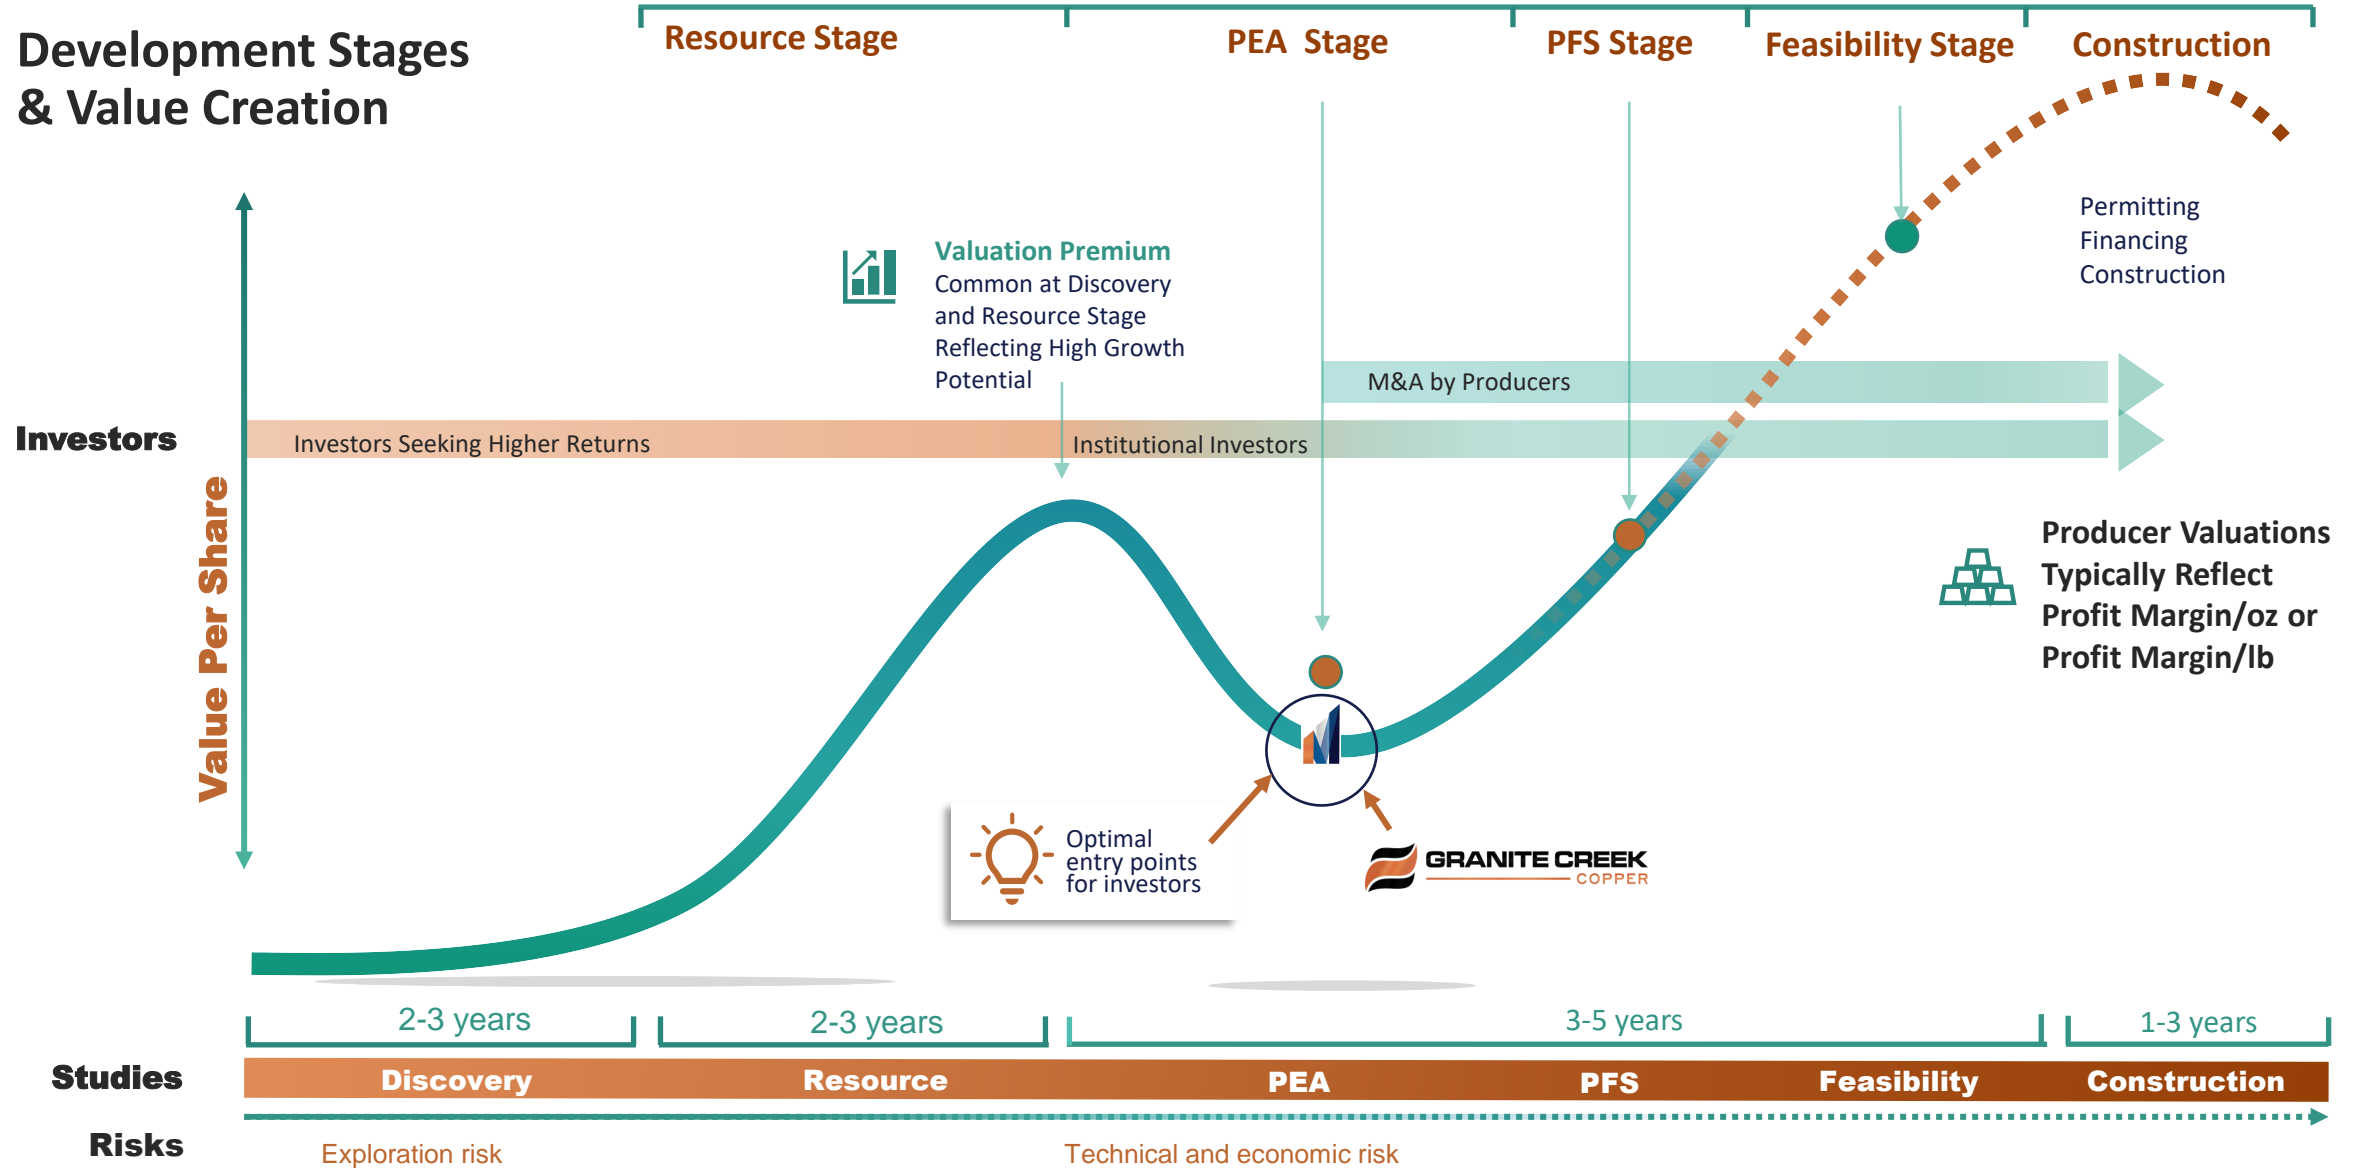 Development Stages
& Value Creation
Resource Stage
PEA Stage
PFS Stage
Feasibility Stage
Construction
Permitting
Financing
Construction
Valuation Premium
Common at Discovery
and Resource Stage
Reflecting High Growth
Potential
M&A by Producers
Investors
Investors Seeking Higher Returns
Institutional Investors
Value Per Share
Producer Valuations
Typically Reflect
Profit Margin/oz or
Profit Margin/lb
Optimal
entry points
for investors
GRANITE CREEK
COPPER
2-3 years
2-3 years
3-5 years
1-3 years
Studies
Discovery
Resource
PEA
PFS
Feasibility
Construction
Risks
Exploration risk
Technical and economic risk